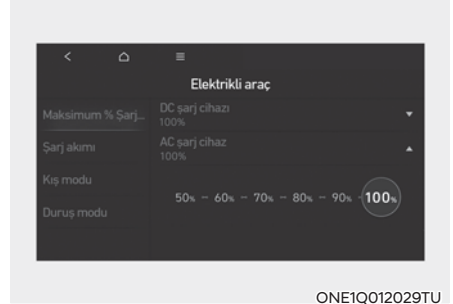 Elektrikli araç
Maksimum % Şarj...
DC şarj cihazı
100%
Şarj akımı
AC şarj cihaz
100%
Kış modu
50% - 60% - 70% - 80% - 90% - 100%
Duruş modu
ONE1Q012029TU